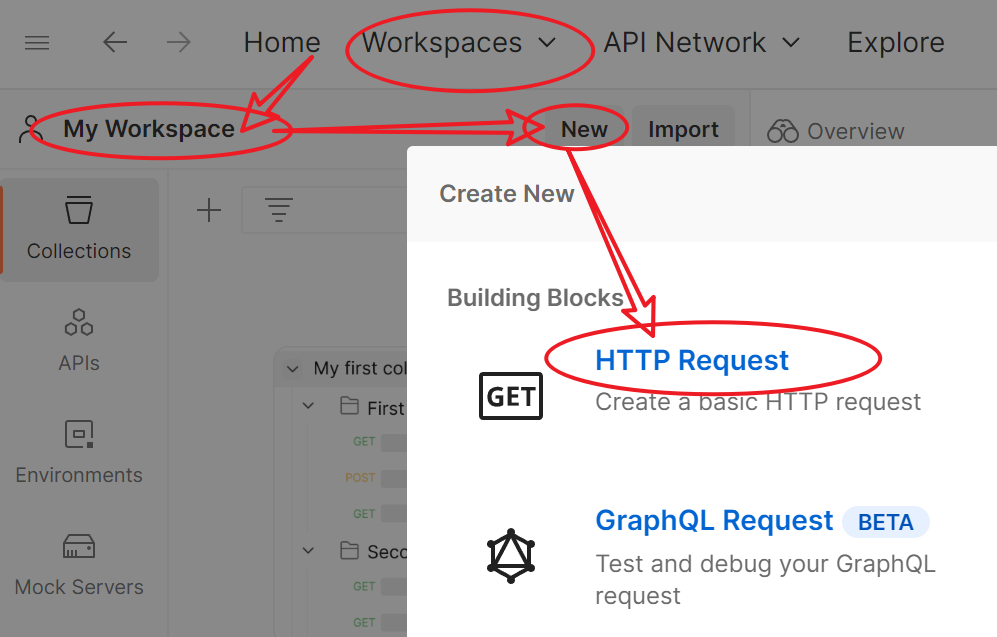 Home Workspaces API Network Explore
My Workspace New Import Overview
Create New
Collections
Building Blocks
APIs
My first col
HTTP Request
GET
Create a basic HTTP request
First
GET
POST
GET
Environments
GraphQL Request BETA
Test and debug your GraphQL
request
Seco
GET
GET
Mock Servers